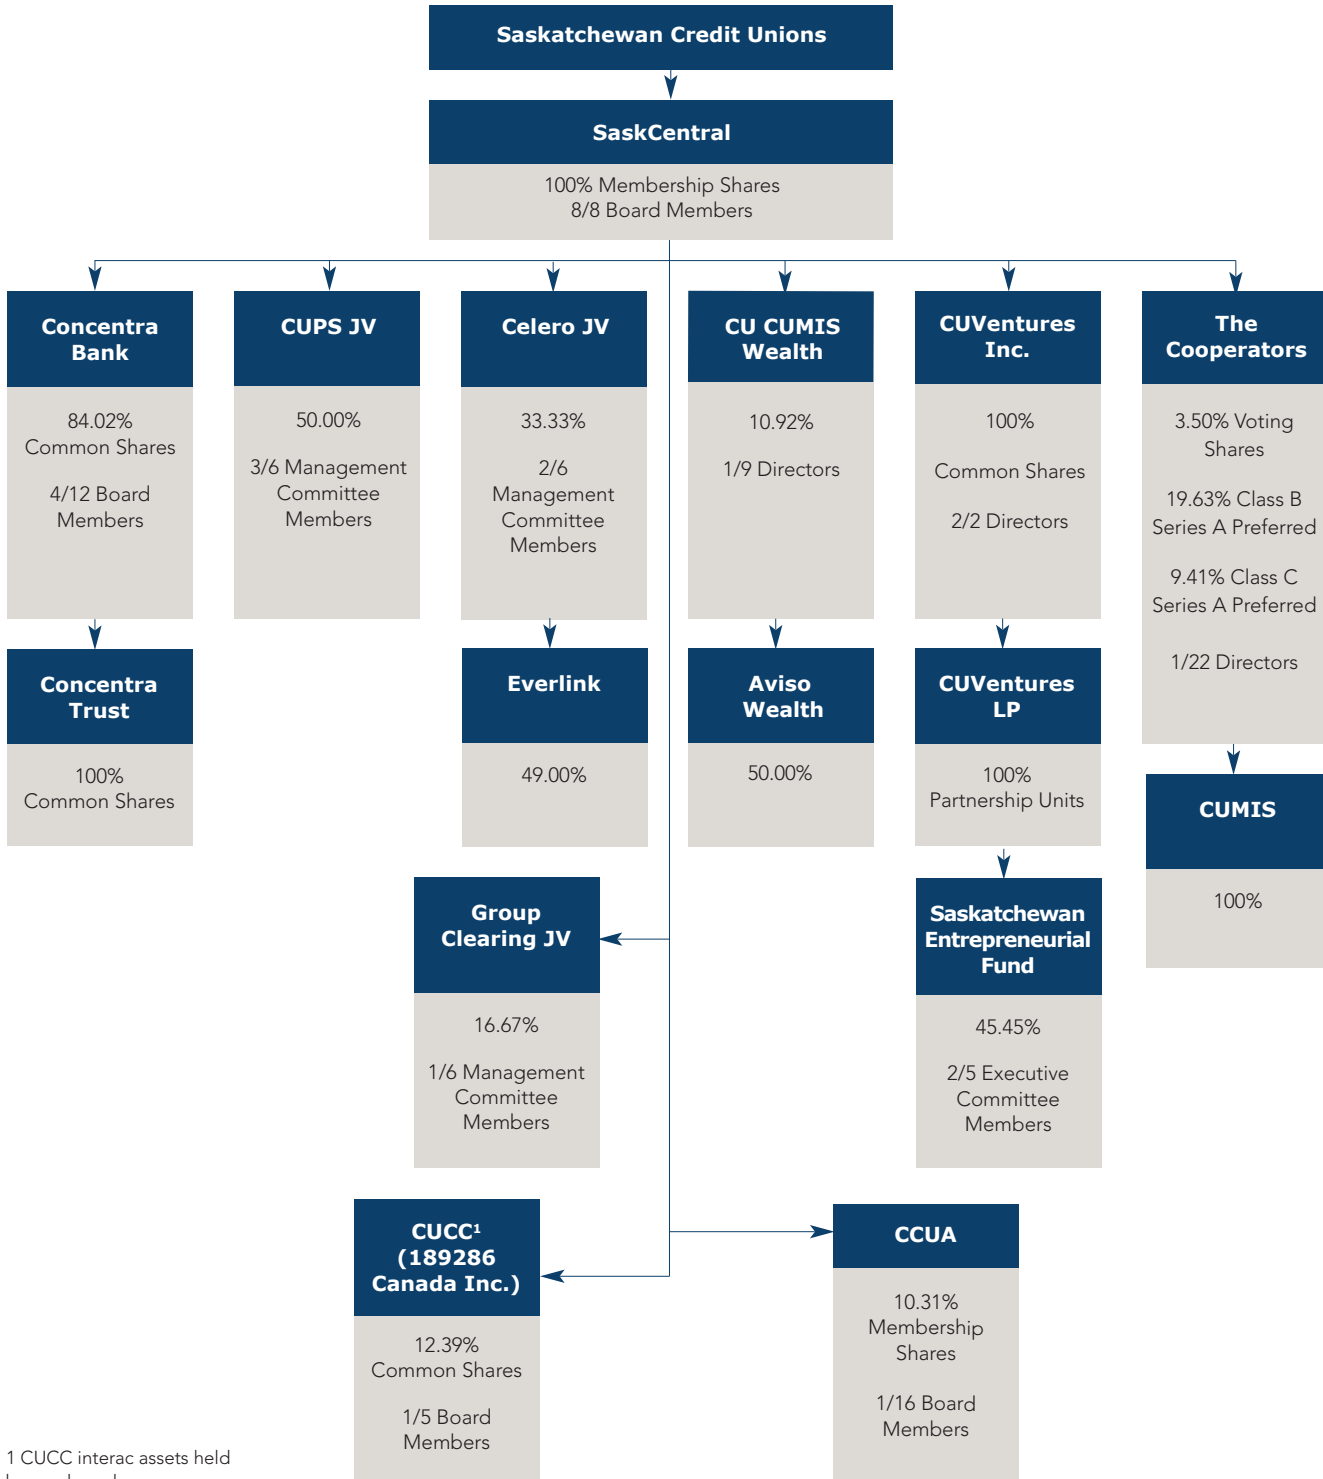 Saskatchewan Credit Unions
SaskCentral
100% Membership Shares
8/8 Board Members
Concentra
Bank
84.02%
Common Shares
4/12 Board
Members
CUPS JV
50.00%
3/6 Management
Committee
Members
Celero JV
33.33%
2/6
Management
Committee
Members
CU CUMIS
Wealth
10.92%
1/9 Directors
CUVentures
Inc.
100%
Common Shares
2/2 Directors
The
Cooperators
3.50% Voting
Shares
19.63% Class B
Series A Preferred
9.41% Class C
Series A Preferred
1/22 Directors
Concentra
Trust
100%
Common Shares
Everlink
49.00%
Aviso
Wealth
50.00%
CUVentures
LP
100%
Partnership Units
CUMIS
100%
Group
Clearing JV
16.67%
1/6 Management
Committee
Members
Saskatchewan
Entrepreneurial
Fund
45.45%
2/5 Executive
Committee
Members
CUCC¹
(189286
Canada Inc.)
12.39%
Common Shares
1/5 Board
Members
CCUA
10.31%
Membership
Shares
1/16 Board
Members
1 CUCC interac assets held